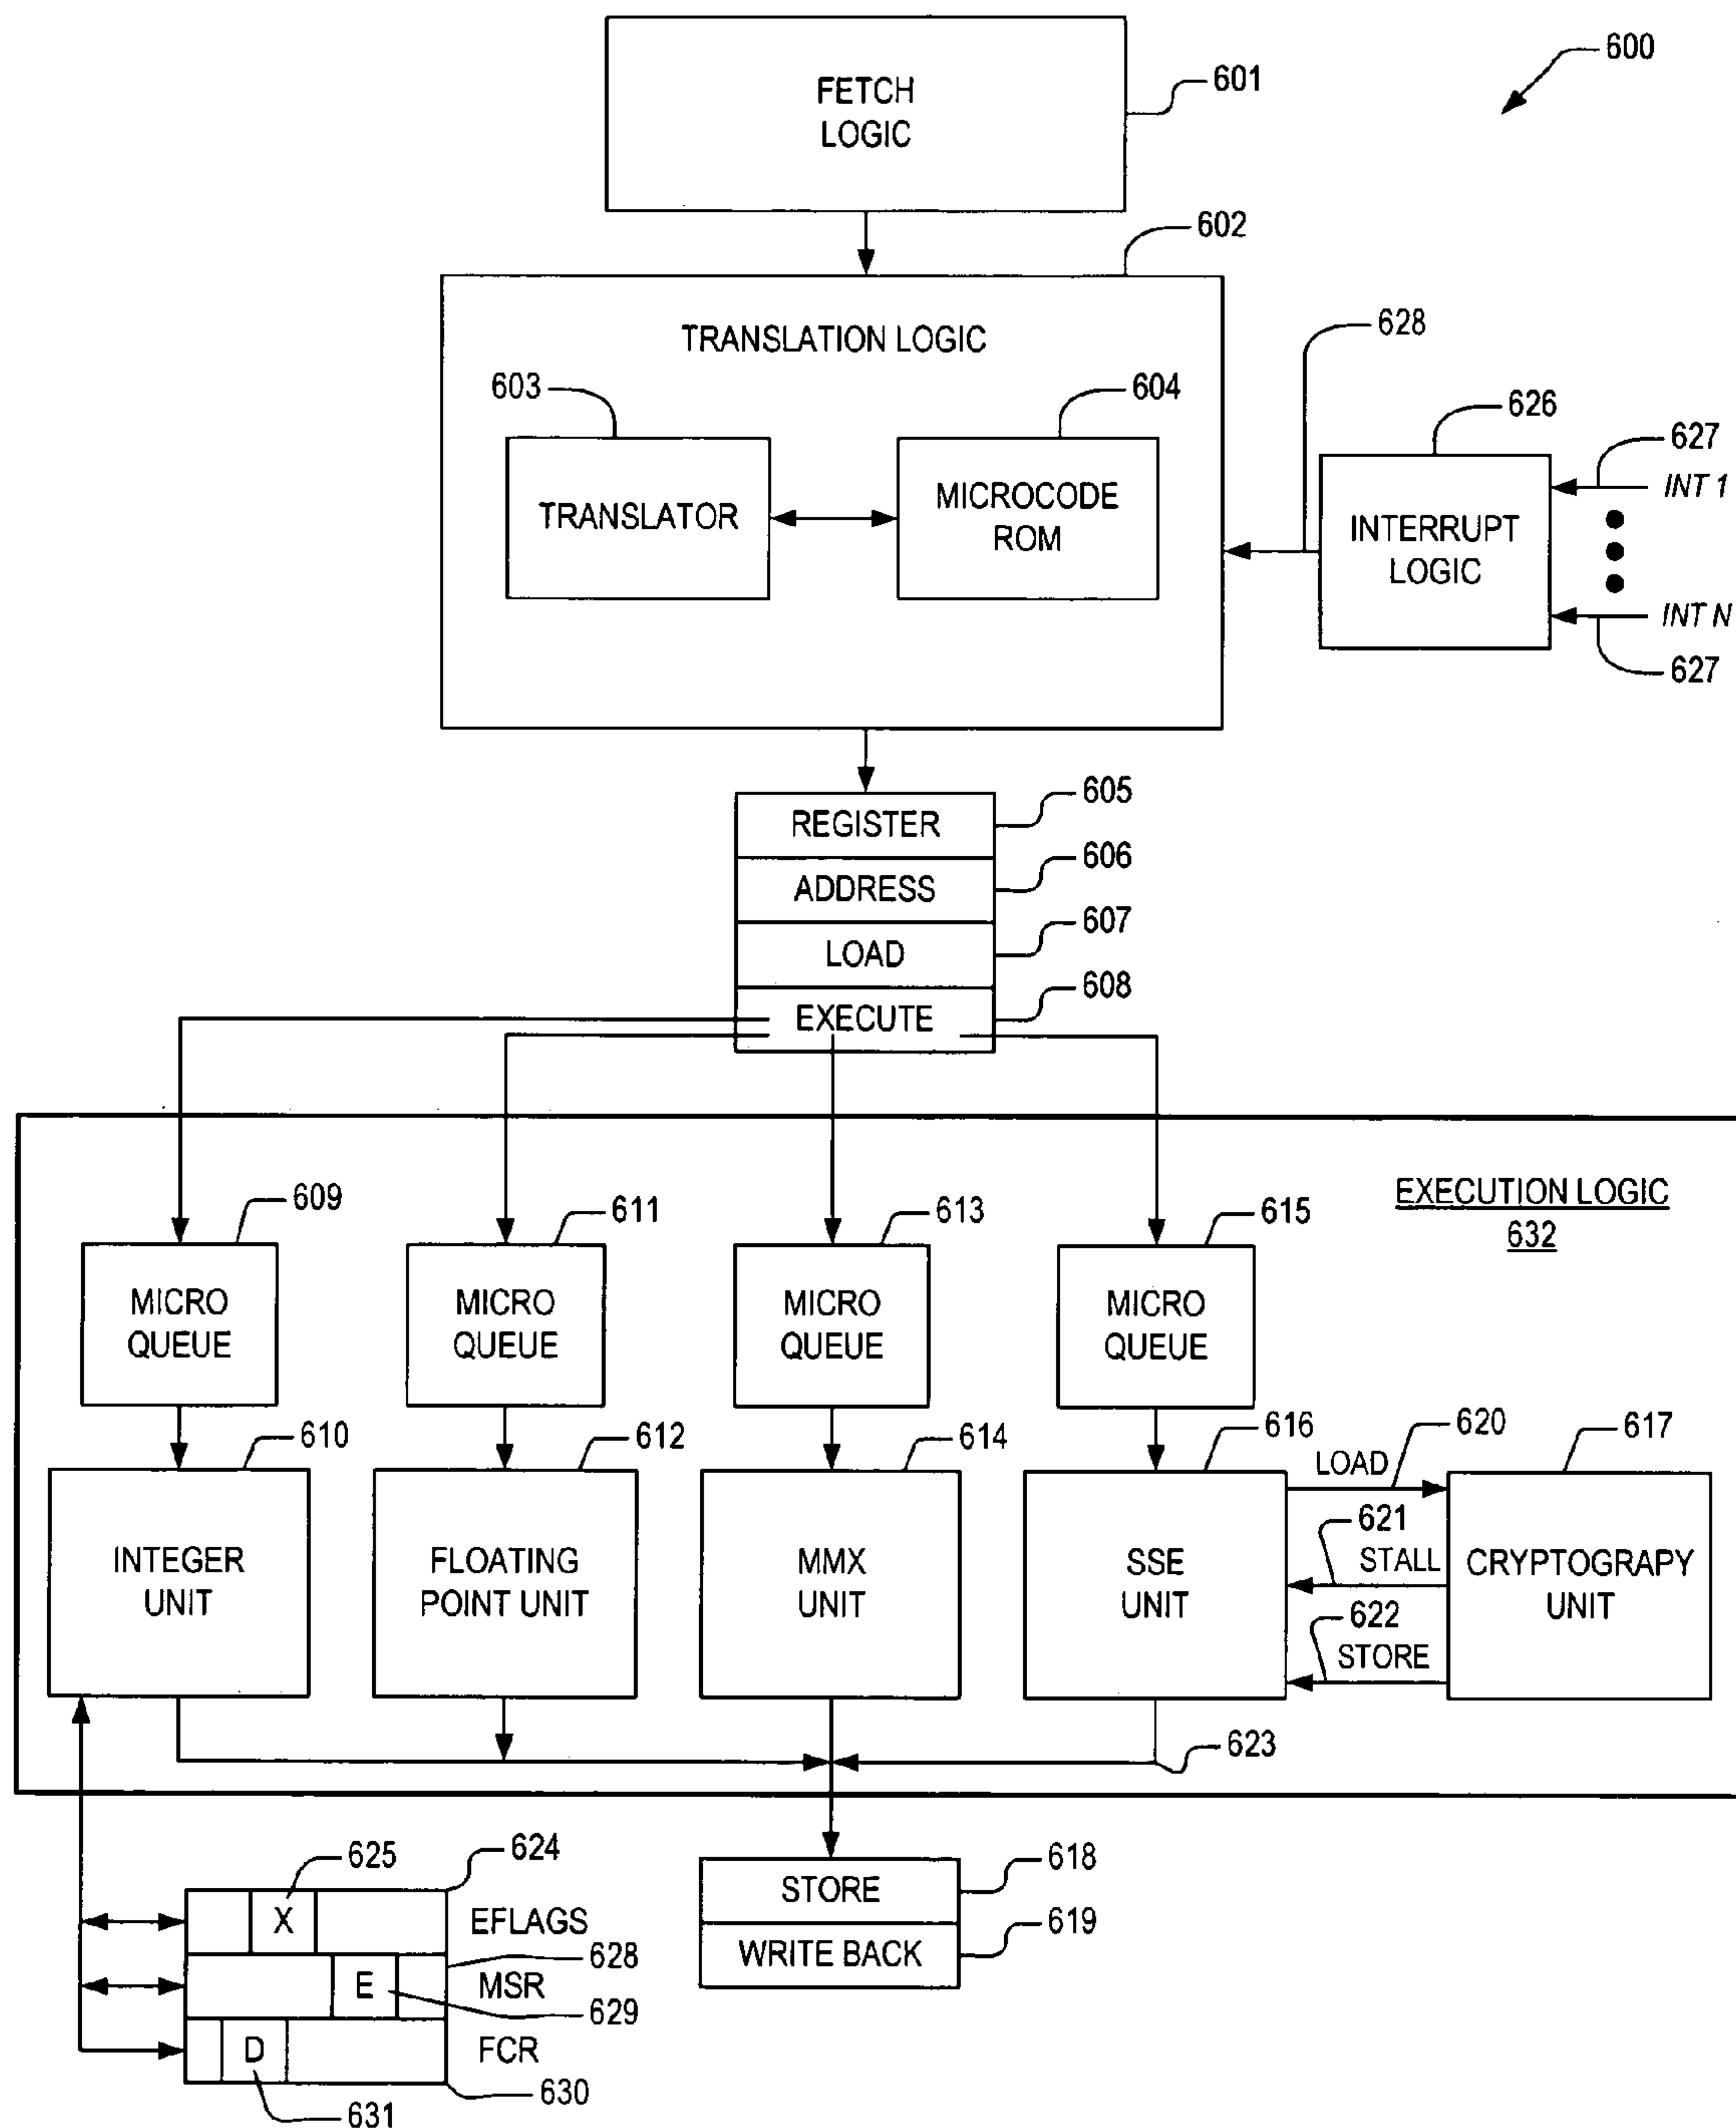 600
FETCH
LOGIC
601
602
TRANSLATION LOGIC
628
603
604
626
627
TRANSLATOR
MICROCODE
ROM
INTERRUPT
LOGIC
INT 1
INT N
627
REGISTER
605
ADDRESS
606
LOAD
607
EXECUTE
608
EXECUTION LOGIC
632
609
611
613
615
MICRO
QUEUE
MICRO
QUEUE
MICRO
QUEUE
MICRO
QUEUE
610
612
614
616
620
617
LOAD
621
STALL
622
STORE
INTEGER
UNIT
FLOATING
POINT UNIT
MMX
UNIT
SSE
UNIT
CRYPTOGRAPY
UNIT
623
625
624
X
EFLAGS
628
E
MSR
629
D
FCR
630
631
STORE
618
WRITE BACK
619